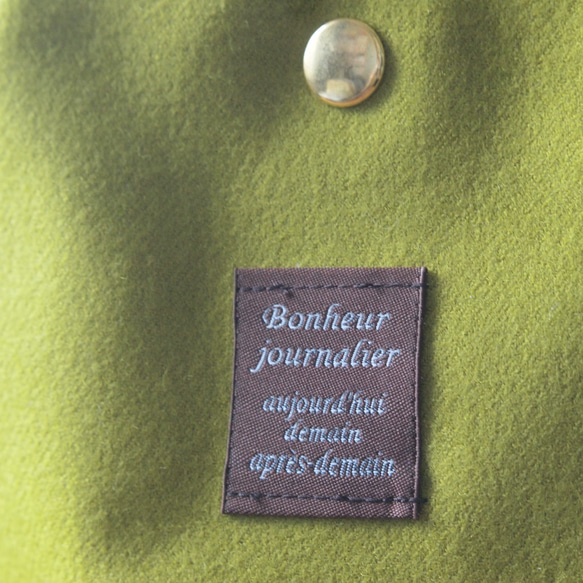 Bonheur
journalier
aujourd'hui
demain
après-demain